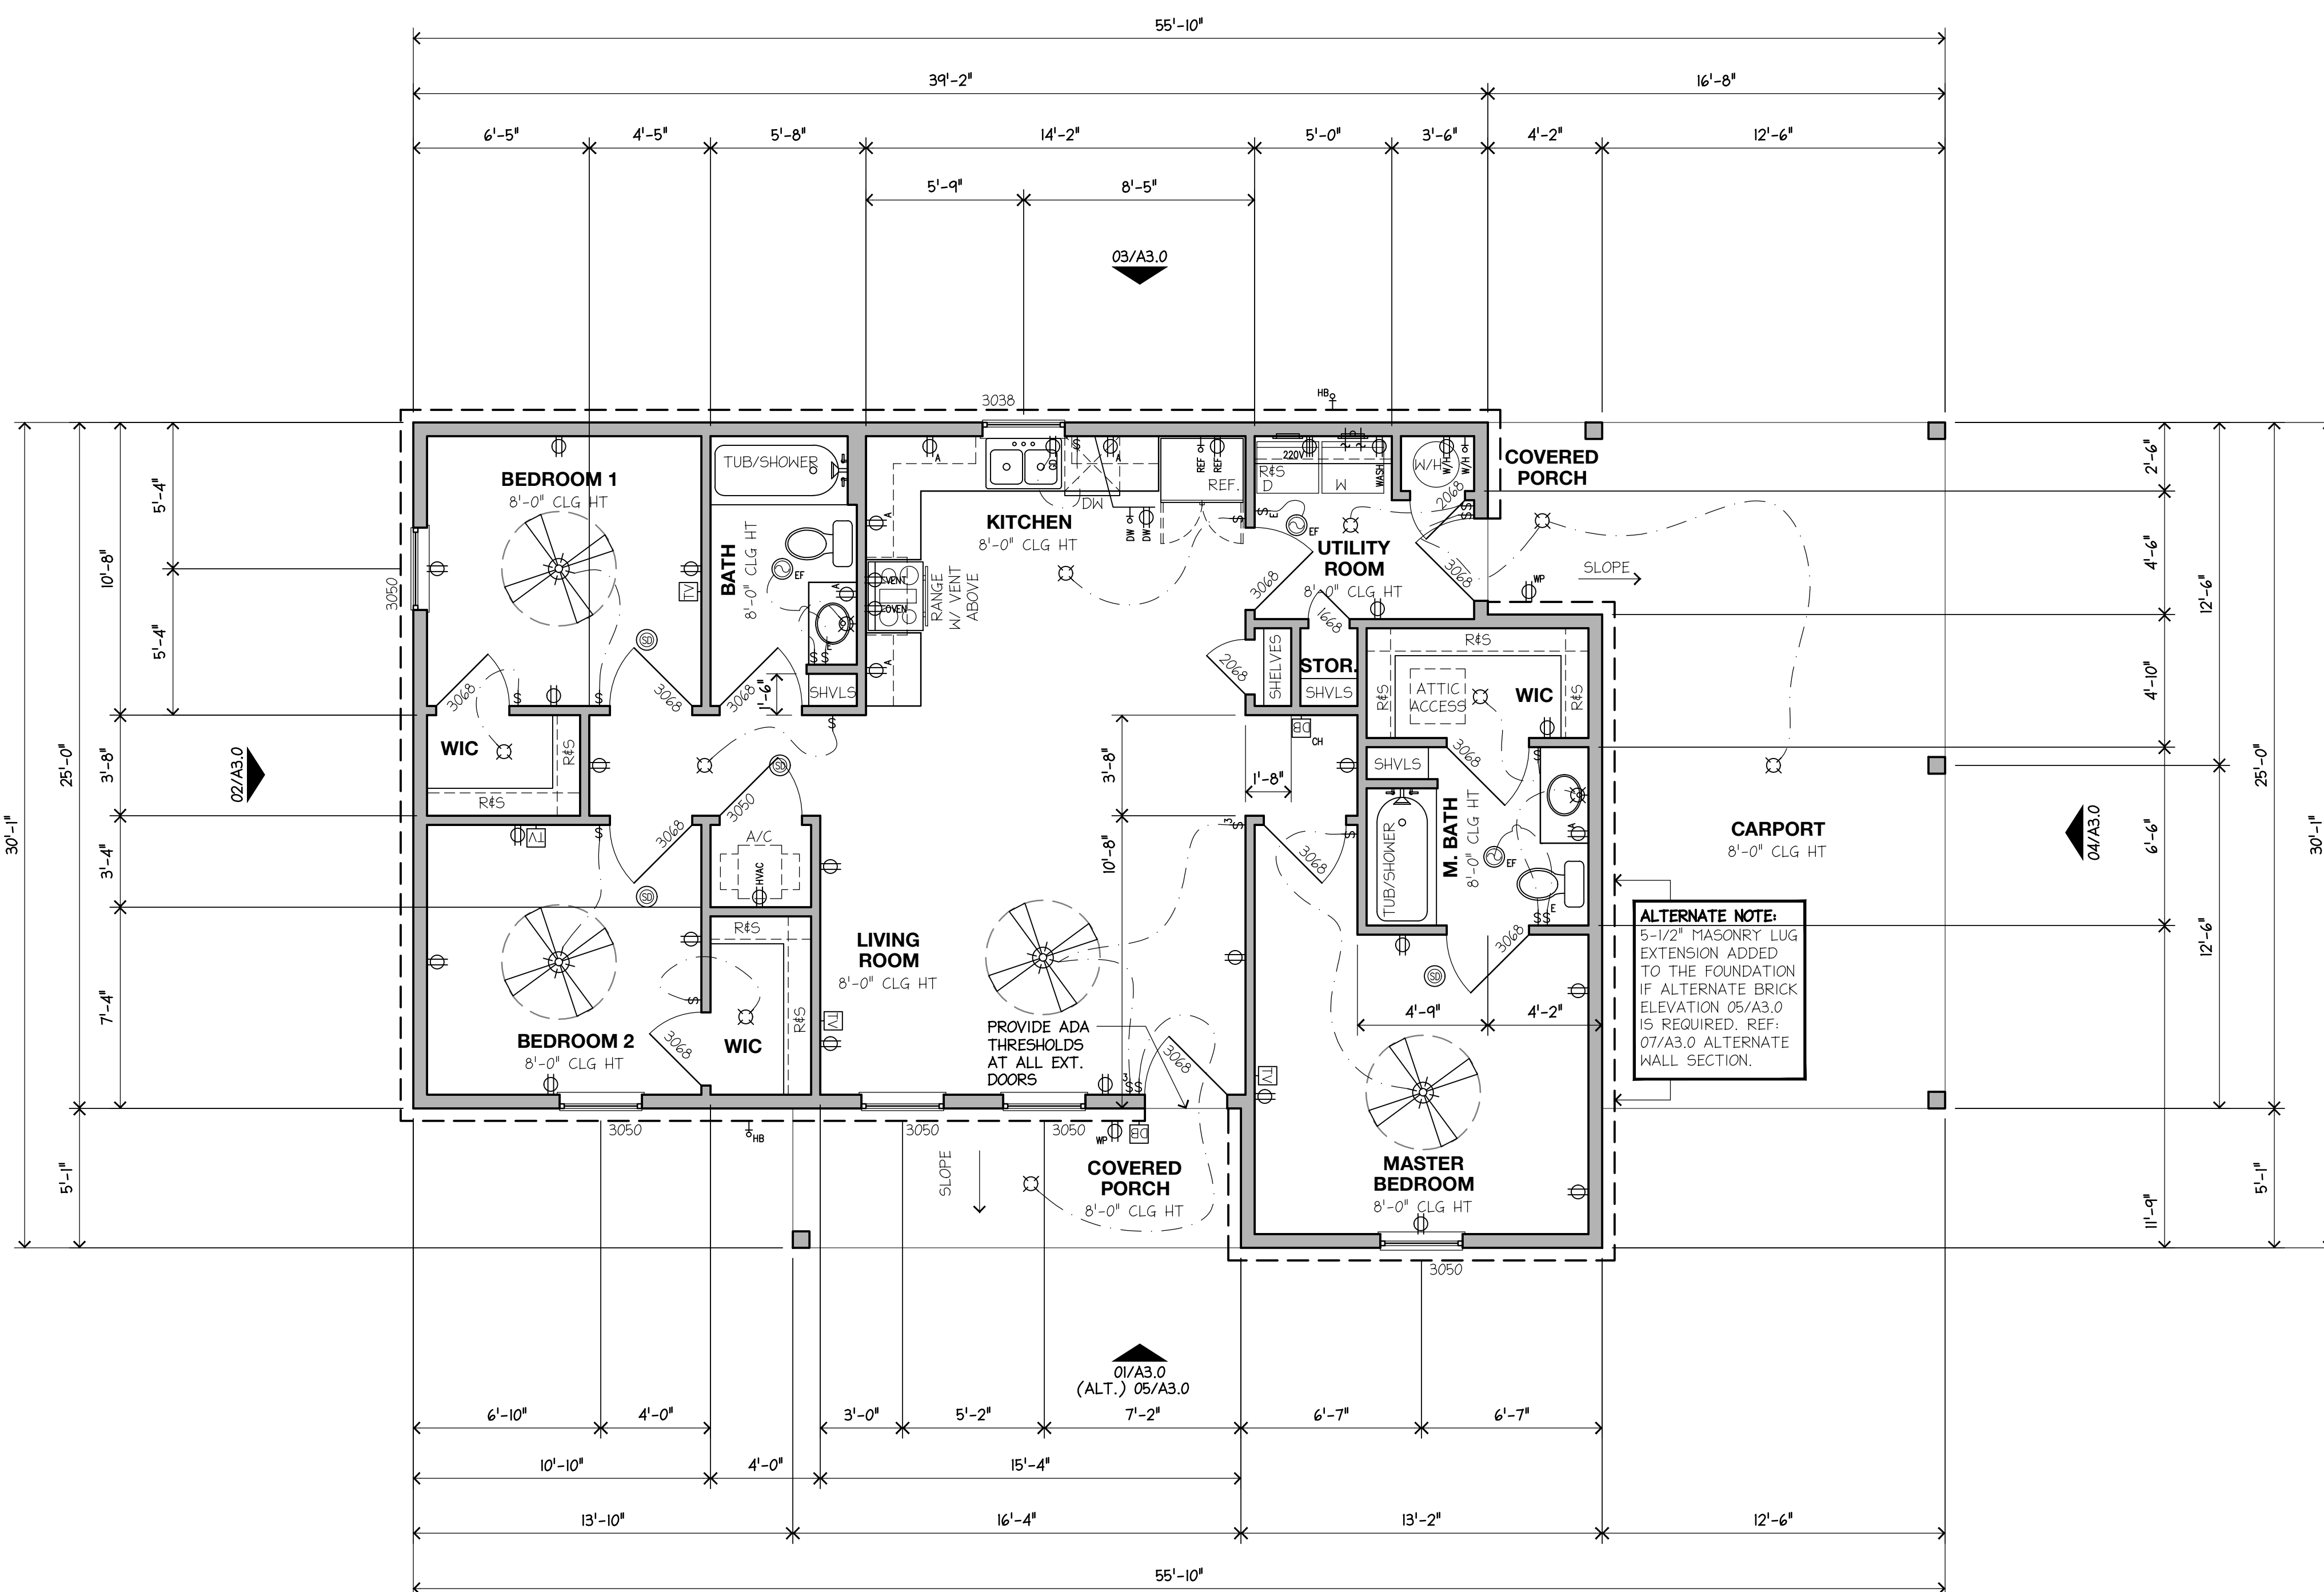 55'-10"
39'-2"
16'-8"
6'-5"
4'-5"
5'-8"
14'-2"
5'-0"
3'-6"
4'-2"
12'-6"
5'-9"
8'-5"
03/A3.0
3038
HB
COVERED
PORCH
BEDROOM 1
8'-0" CLG HT
TUB/SHOWER
BATH
8'-0" CLG HT
EF
TV
SD
3050
3068
3068
3068
SHVLS
1'-6"
KITCHEN
8'-0" CLG HT
DW
REF.
REF
REF
DW
DW
GD
A
A
A
A
A
VENT
OVEN
RANGE
W/ VENT
ABOVE
220V
R&S
D
W
WASH
W/H
W/H
W/H
2068
EF
E
UTILITY
ROOM
8'-0" CLG HT
3068
3068
1668
WP
SLOPE
2068
SHELVES
STOR.
SHVLS
R&S
R&S
R&S
ATTIC
ACCESS
WIC
DB
CH
1'-8"
3'-8"
10'-8"
SHVLS
3068
TUB/SHOWER
M. BATH
8'-0" CLG HT
EF
A
E
SS
3068
3068
SD
4'-9"
4'-2"
WIC
R&S
R&S
S
SD
3050
A/C
HVAC
3068
TV
SD
R&S
R&S
WIC
3068
BEDROOM 2
8'-0" CLG HT
LIVING
ROOM
8'-0" CLG HT
TV
PROVIDE ADA
THRESHOLDS
AT ALL EXT.
DOORS
3068
3
SS
TV
MASTER
BEDROOM
8'-0" CLG HT
3050
3050
HB
3050
3050
WP
DB
SLOPE
COVERED
PORCH
8'-0" CLG HT
CARPORT
8'-0" CLG HT
ALTERNATE NOTE:
5-1/2" MASONRY LUG
EXTENSION ADDED
TO THE FOUNDATION
IF ALTERNATE BRICK
ELEVATION 05/A3.0
IS REQUIRED. REF:
07/A3.0 ALTERNATE
WALL SECTION.
30'-1"
25'-0"
5'-1"
10'-8"
3'-8"
3'-4"
7'-4"
5'-4"
5'-4"
02/A3.0
04/A3.0
2'-6"
4'-6"
4'-10"
6'-6"
11'-9"
12'-6"
12'-6"
25'-0"
5'-1"
30'-1"
01/A3.0
(ALT.) 05/A3.0
6'-10"
4'-0"
3'-0"
5'-2"
7'-2"
6'-7"
6'-7"
10'-10"
4'-0"
15'-4"
13'-10"
16'-4"
13'-2"
12'-6"
55'-10"